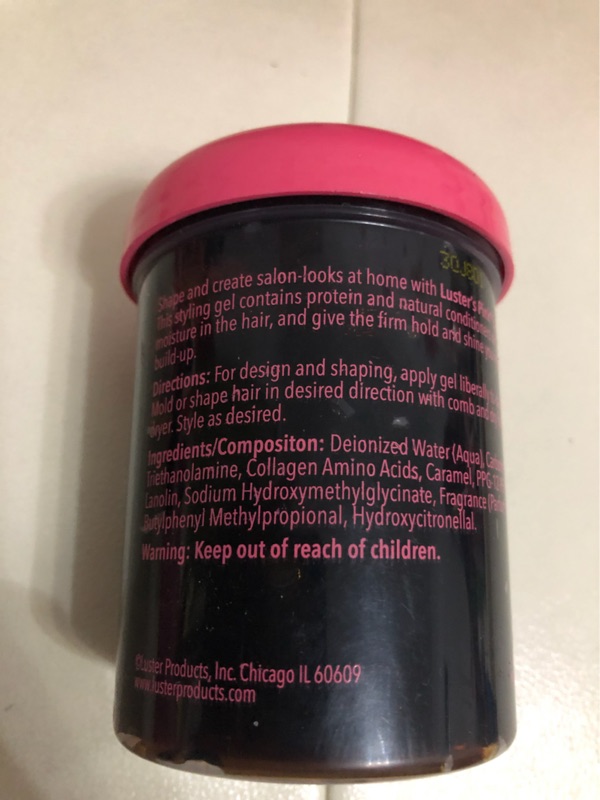 Shape and create salon-looks at home with Luster's
This styling gel contains protein and natural
moisture in the hair, and give the firm hold and shine
build-up.
Directions: For design and shaping, apply gel
Mold or shape hair in desired direction with comb and
dryer. Style as desired.
Ingredients/Compositon: Deionized Water (Aqua),
Triethanolamine, Collagen Amino Acids, Caramel,
Lanolin, Sodium Hydroxymethylglycinate, Fragrance
Butylphenyl Methylpropional, Hydroxycitronellal.
Warning: Keep out of reach of children.
©Luster Products, Inc. Chicago IL 60609
www.lusterproducts.com